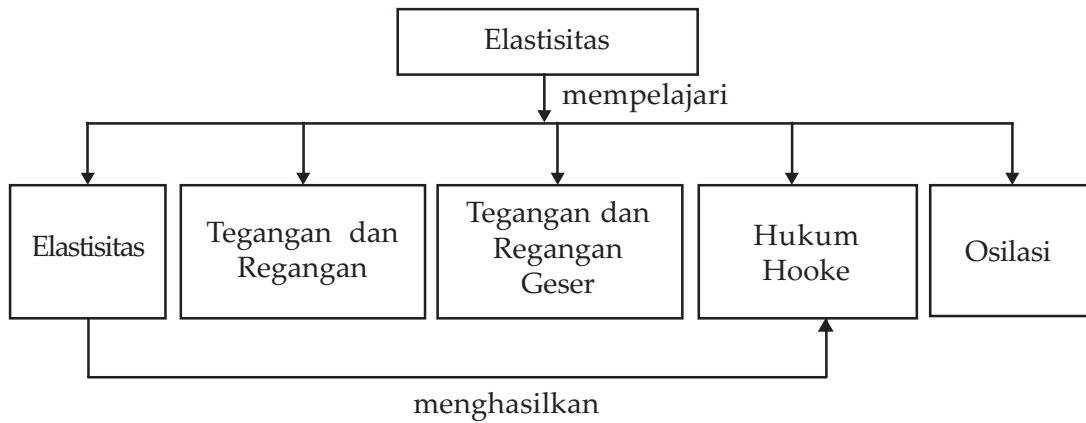 Elastisitas
mempelajari
Elastisitas
Tegangan dan
Regangan
Tegangan dan
Regangan
Geser
Hukum
Hooke
Osilasi
menghasilkan